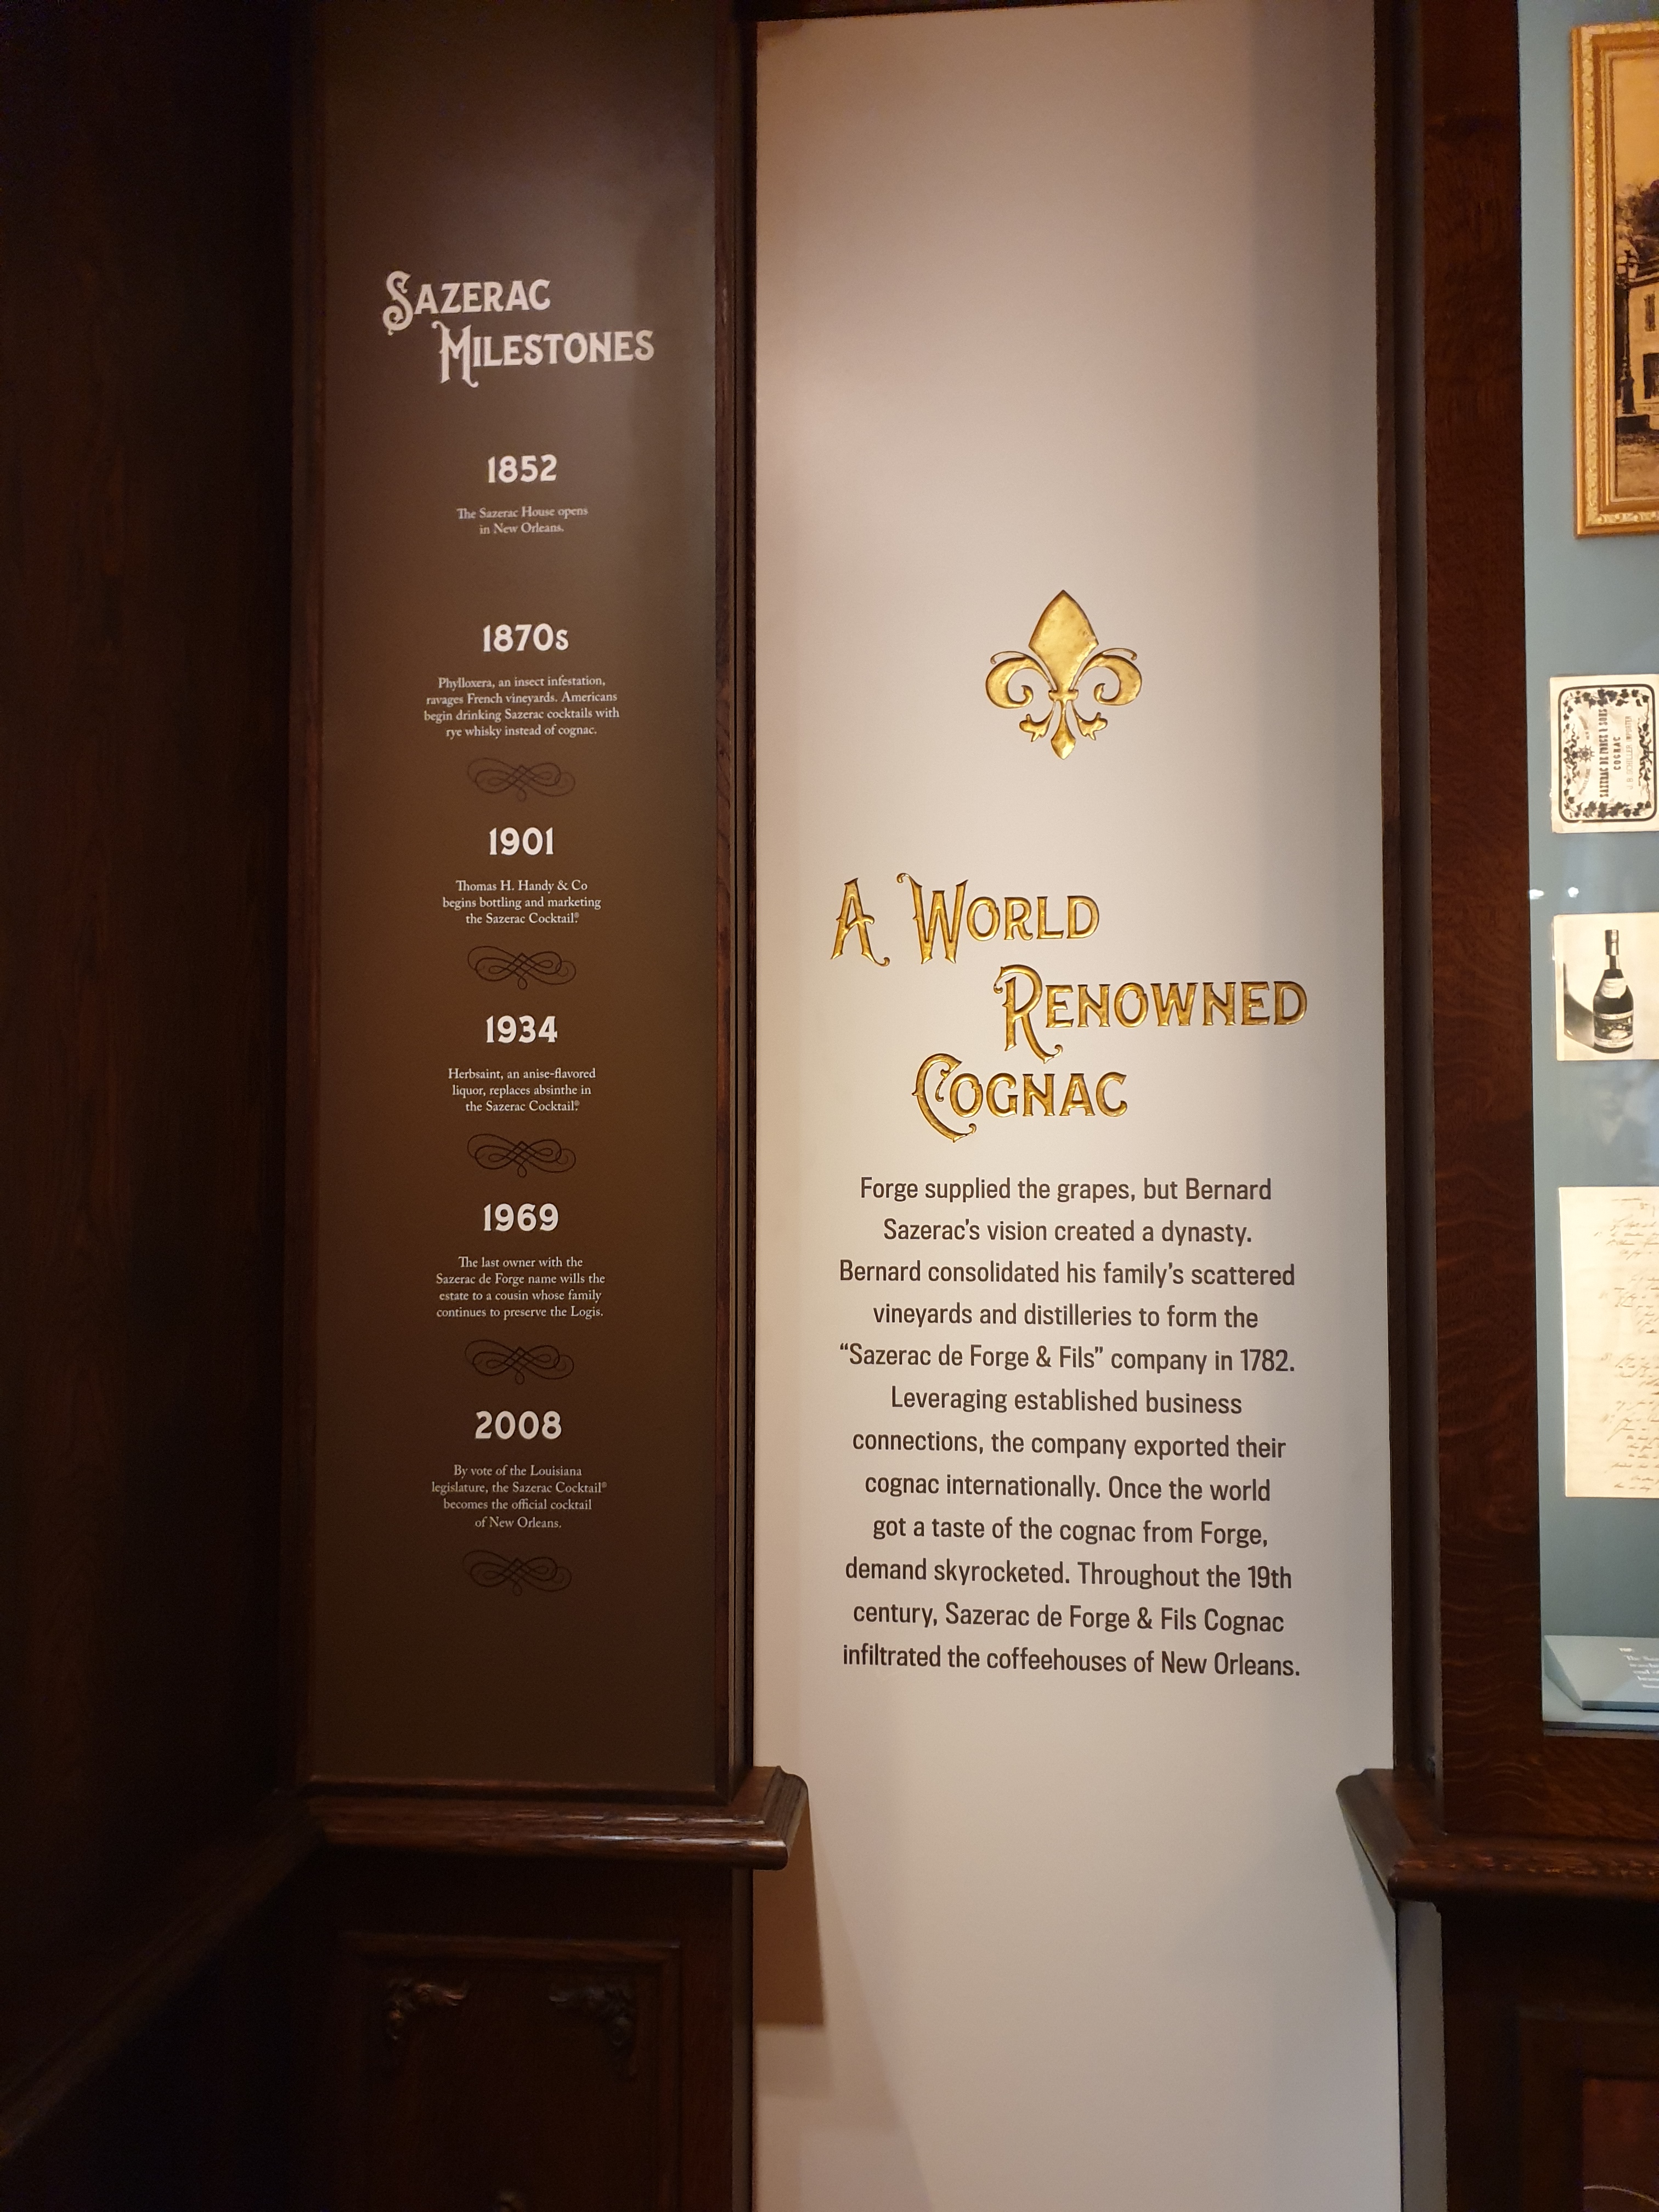 SAZERAC
MILESTONES
1852
The Sazerac House opens
in New Orleans.
1870s
Phylloxera, an insect infestation,
ravages French vineyards. Americans
begin drinking Sazerac cocktails with
rye whisky instead of cognac.
1901
Thomas H. Handy & Co
begins bottling and marketing
the Sazerac Cocktail®.
1934
Herbsaint, an anise-flavored
liquor, replaces absinthe in
the Sazerac Cocktail®.
1969
The last owner with the
Sazerac de Forge name wills the
estate to a cousin whose family
continues to preserve the Logis.
2008
By vote of the Louisiana
legislature, the Sazerac Cocktail®
becomes the official cocktail
of New Orleans.
A WORLD
RENOWNED
COGNAC
Forge supplied the grapes, but Bernard
Sazerac's vision created a dynasty.
Bernard consolidated his family's scattered
vineyards and distilleries to form the
“Sazerac de Forge & Fils” company in 1782.
Leveraging established business
connections, the company exported their
cognac internationally. Once the world
got a taste of the cognac from Forge,
demand skyrocketed. Throughout the 19th
century, Sazerac de Forge & Fils Cognac
infiltrated the coffeehouses of New Orleans.
SAZERAC DE FORGE & SONS
COGNAC